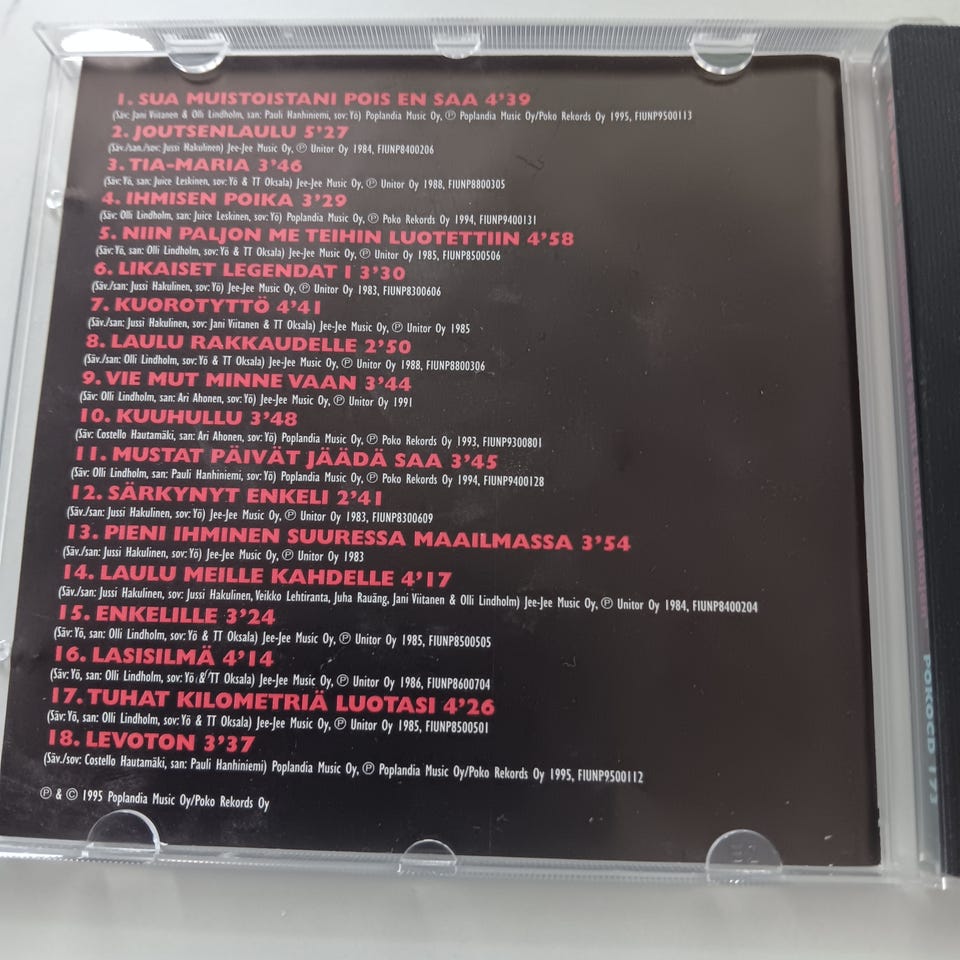 1. SUA MUISTOISTANI POIS EN SAA 4'39
(Säv: Jani Viitanen & Olli Lindholm, san: Pauli Hanhiniemi, sov: Yö) Poplandia Music Oy, ℗ Poplandia Music Oy/Poko Rekords Oy 1995, FIUNP9500113
2. JOUTSENLAULU 5'27
(Säv./san./sov: Jussi Hakulinen) Jee-Jee Music Oy, ℗ Unitor Oy 1984, FIUNP8400206
3. TIA-MARIA 3'46
(Säv: Yö, san: Juice Leskinen, sov: Yö & TT Oksala) Jee-Jee Music Oy, ℗ Unitor Oy 1988, FIUNP8800305
4. IHMISEN POIKA 3'29
(Säv: Olli Lindholm, san: Juice Leskinen, sov: Yö) Poplandia Music Oy, ℗ Poko Rekords Oy 1994, FIUNP9400131
5. NIIN PALJON ME TEIHIN LUOTETTIIN 4'58
(Säv: Yö, san: Olli Lindholm, sov: Yö & TT Oksala) Jee-Jee Music Oy, ℗ Unitor Oy 1985, FIUNP8500506
6. LIKAISET LEGENDAT I 3'30
(Säv./san: Jussi Hakulinen, sov: Yö) Jee-Jee Music Oy, ℗ Unitor Oy 1983, FIUNP8300606
7. KUOROTYTTÖ 4'41
(Säv./san: Jussi Hakulinen, sov: Jani Viitanen & TT Oksala) Jee-Jee Music Oy, ℗ Unitor Oy 1985
8. LAULU RAKKAUDELLE 2'50
(Säv./san: Olli Lindholm, sov: Yö & TT Oksala) Jee-Jee Music Oy, ℗ Unitor Oy 1988, FIUNP8800306
9. VIE MUT MINNE VAAN 3'44
(Säv: Olli Lindholm, san: Ari Ahonen, sov: Yö) Jee-Jee Music Oy, ℗ Unitor Oy 1991
10. KUUHULLU 3'48
(Säv: Costello Hautamäki, san: Ari Ahonen, sov: Yö) Poplandia Music Oy, ℗ Poko Rekords Oy 1993, FIUNP9300801
11. MUSTAT PÄIVÄT JÄÄDÄ SAA 3'45
(Säv: Olli Lindholm, san: Pauli Hanhiniemi, sov: Yö) Poplandia Music Oy, ℗ Poko Rekords Oy 1994, FIUNP9400128
12. SÄRKYNYT ENKELI 2'41
(Säv./san: Jussi Hakulinen, sov: Yö) Jee-Jee Music Oy, ℗ Unitor Oy 1983, FIUNP8300609
13. PIENI IHMINEN SUURESSA MAAILMASSA 3'54
(Säv./san: Jussi Hakulinen, sov: Yö) Jee-Jee Music Oy, ℗ Unitor Oy 1983
14. LAULU MEILLE KAHDELLE 4'17
(Säv./san: Jussi Hakulinen, sov: Jussi Hakulinen, Veikko Lehtiranta, Juha Rauäng, Jani Viitanen & Olli Lindholm) Jee-Jee Music Oy, ℗ Unitor Oy 1984, FIUNP8400204
15. ENKELILLE 3'24
(Säv: Yö, san: Olli Lindholm, sov: Yö & TT Oksala) Jee-Jee Music Oy, ℗ Unitor Oy 1985, FIUNP8500505
16. LASISILMÄ 4'14
(Säv: Yö, san: Olli Lindholm, sov: Yö & TT Oksala) Jee-Jee Music Oy, ℗ Unitor Oy 1986, FIUNP8600704
17. TUHAT KILOMETRIÄ LUOTASI 4'26
(Säv: Yö, san: Olli Lindholm, sov: Yö & TT Oksala) Jee-Jee Music Oy, ℗ Unitor Oy 1985, FIUNP8500501
18. LEVOTON 3'37
(Säv./sov: Costello Hautamäki, san: Pauli Hanhiniemi) Poplandia Music Oy, ℗ Poplandia Music Oy/Poko Rekords Oy 1995, FIUNP9500112
℗ & © 1995 Poplandia Music Oy/Poko Rekords Oy
POKOCD 173